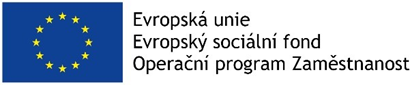 Evropská unie
Evropský sociální fond
Operační program Zaměstnanost